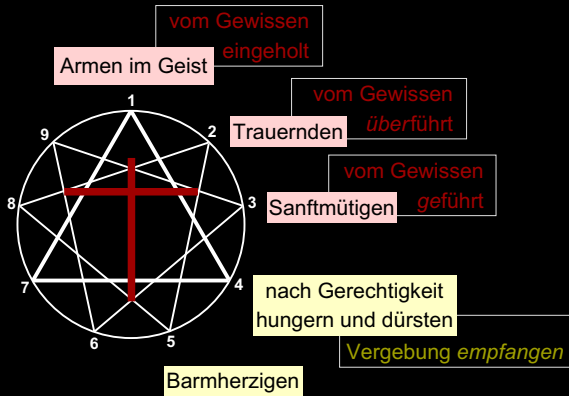 vom Gewissen
eingeholt
Armen im Geist
1
vom Gewissen
überführt
Trauernden
9
2
vom Gewissen
geführt
Sanftmütigen
8
3
7
4
nach Gerechtigkeit
hungern und dürsten
6
5
Vergebung empfangen
Barmherzigen